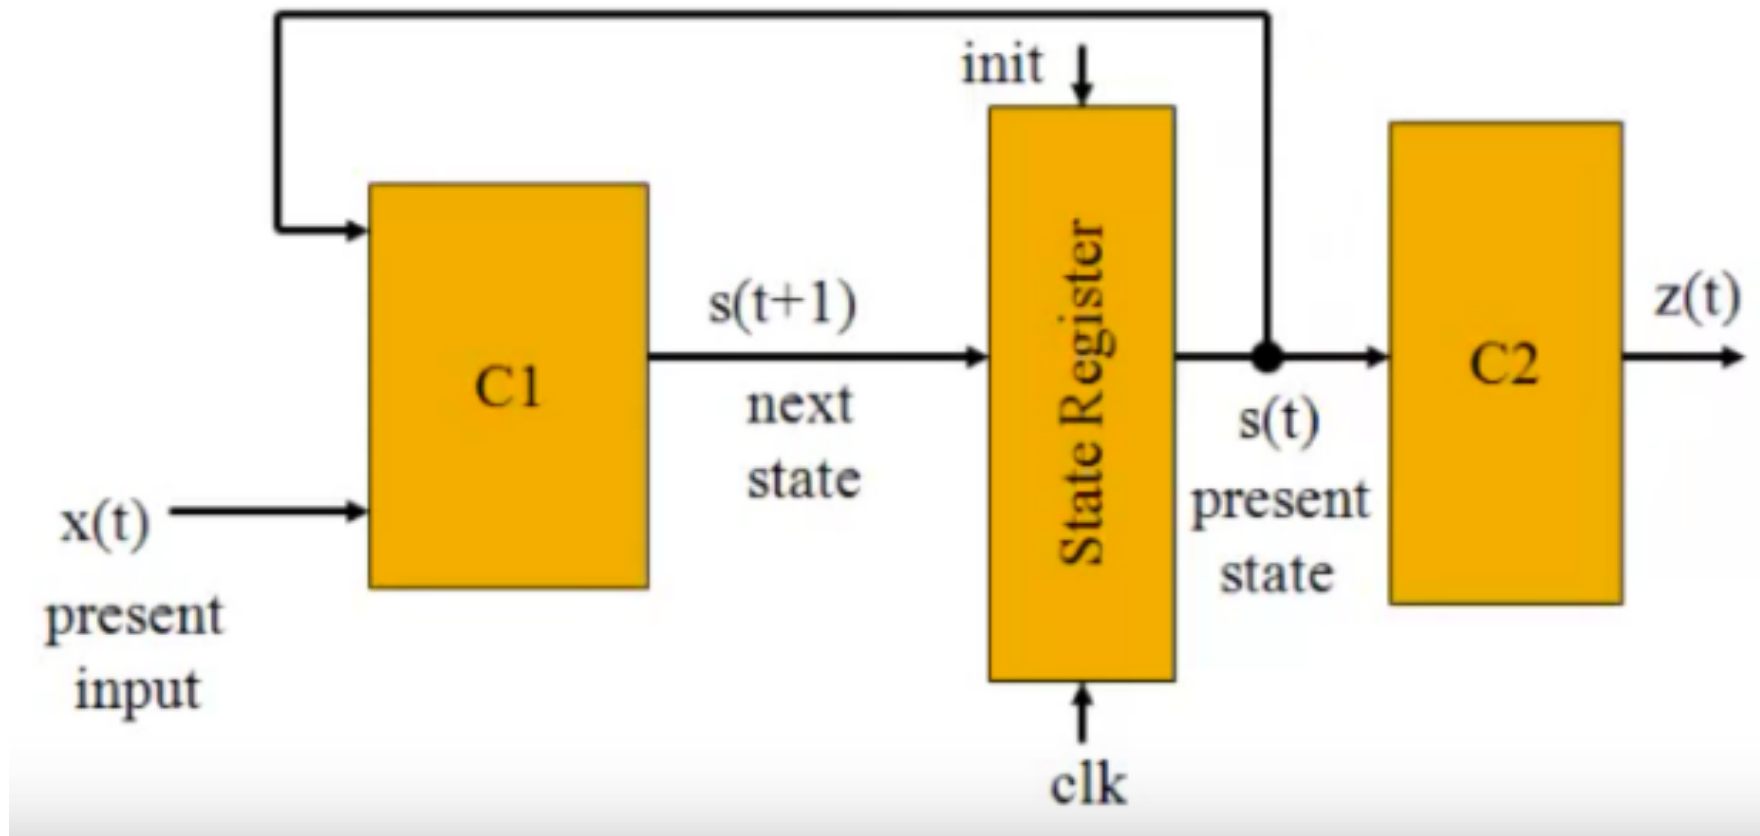 init
C1
s(t+1)
next
state
x(t)
present
input
State Register
clk
s(t)
present
state
C2
z(t)